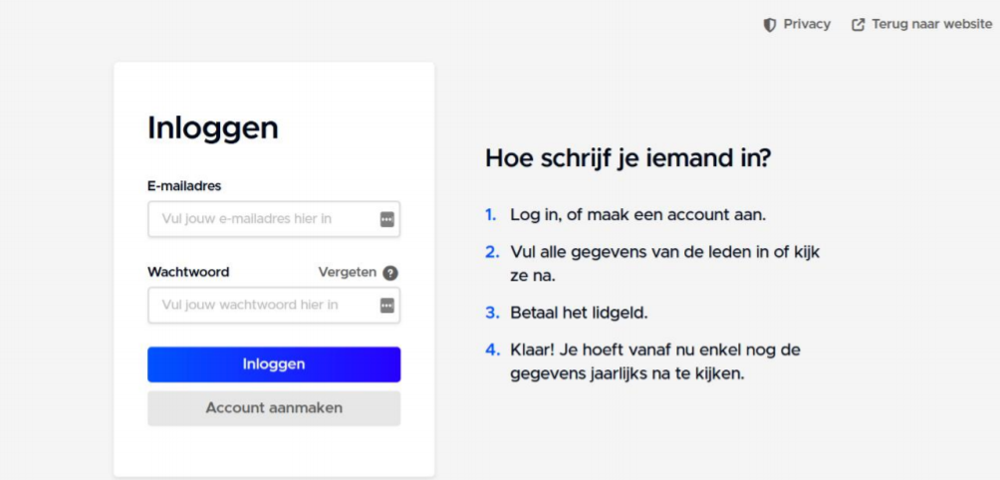 Privacy Terug naar website
Inloggen
E-mailadres
Vul jouw e-mailadres hier in
Wachtwoord Vergeten ?
Vul jouw wachtwoord hier in
Inloggen
Account aanmaken
Hoe schrijf je iemand in?
1. Log in, of maak een account aan.
2. Vul alle gegevens van de leden in of kijk
ze na.
3. Betaal het lidgeld.
4. Klaar! Je hoeft vanaf nu enkel nog de
gegevens jaarlijks na te kijken.